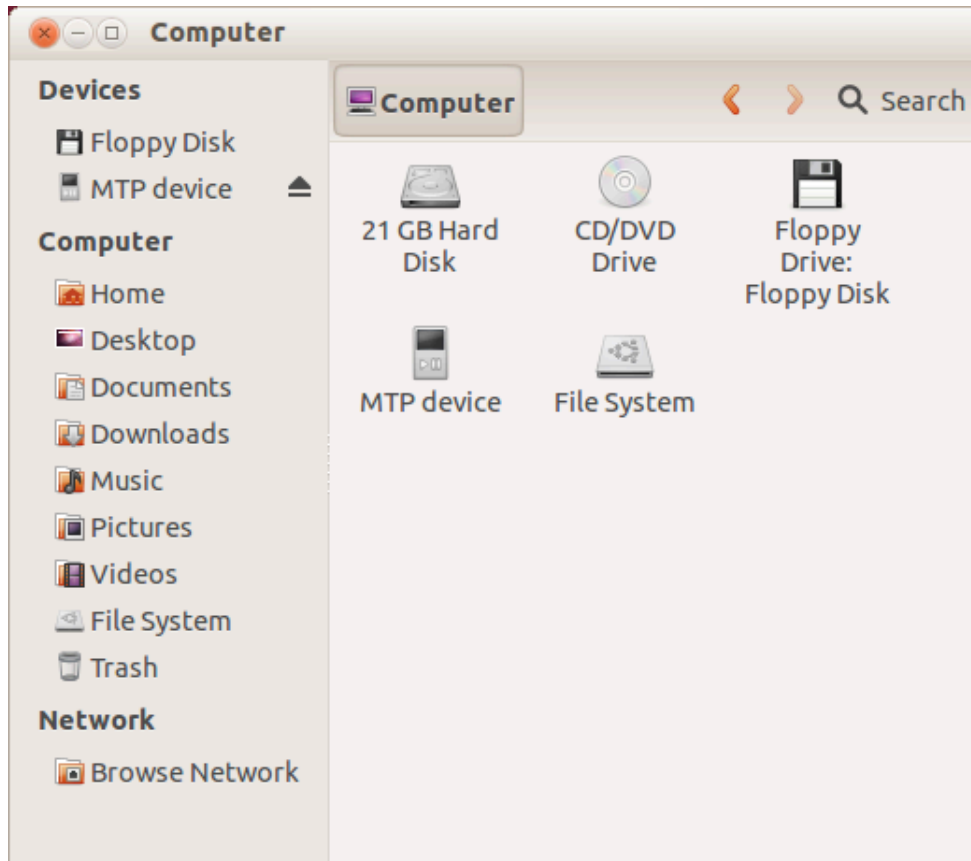 Computer
Devices
Floppy Disk
MTP device
Computer
Home
Desktop
Documents
Downloads
Music
Pictures
Videos
File System
Trash
Network
Browse Network
Computer
Search
21 GB Hard
Disk
CD/DVD
Drive
Floppy
Drive:
Floppy Disk
MTP device
File System